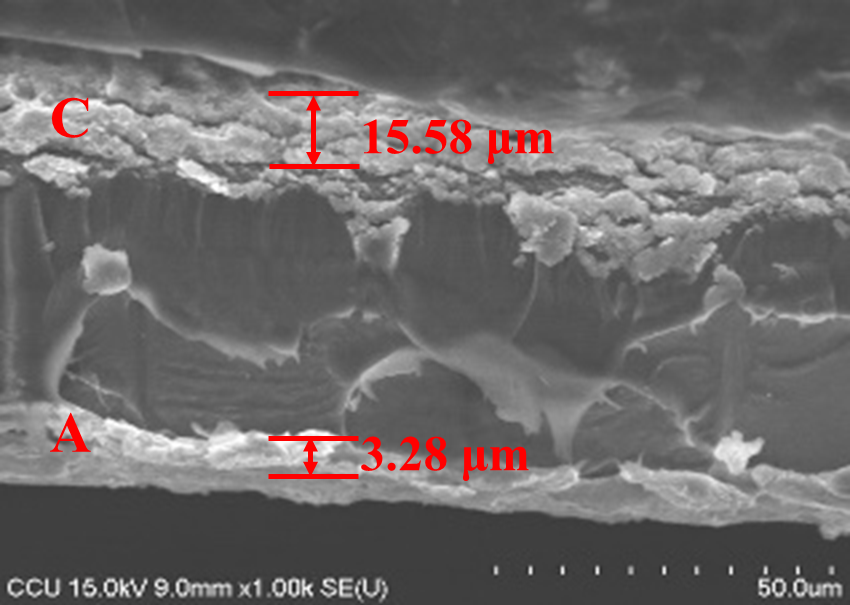 C
15.58 μm
A
3.28 μm
CCU 15.0kV 9.0mm x1.00k SE(U)
50.0um